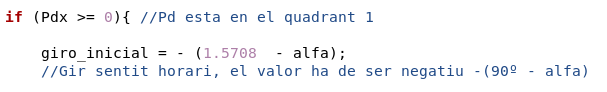 if (Pdx >= 0){ //Pd esta en el quadrant 1
giro_inicial = - (1.5708  - alfa);
//Gir sentit horari, el valor ha de ser negatiu -(90º - alfa)